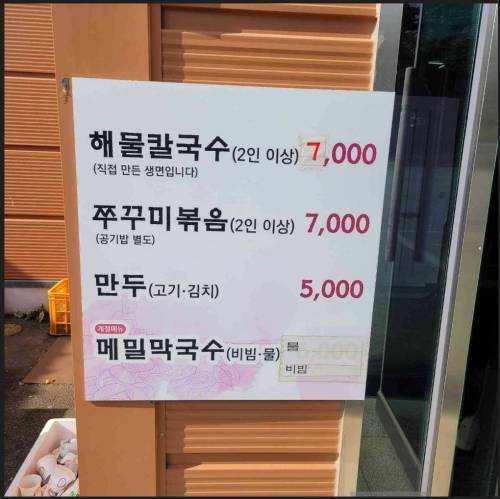 해물칼국수(2인 이상) 7,000
(직접 만든 생면입니다)
쭈꾸미볶음(2인 이상) 7,000
(공기밥 별도)
만두(고기·김치) 5,000
계절메뉴
메밀막국수(비빔·물)
물
비빔